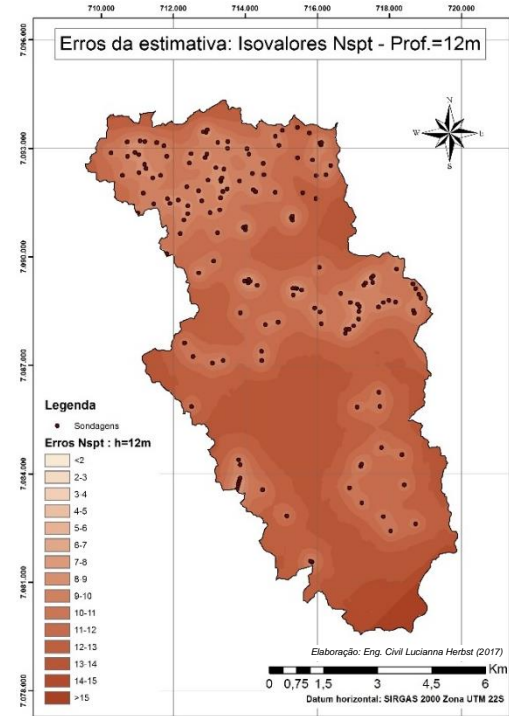 710.000 712.000 714.000 716.000 718.000 720.000
Erros da estimativa: Isovalores Nspt - Prof.=12m
7.096.000
7.093.000
7.090.000
7.087.000
7.084.000
7.081.000
7.078.000
N
W E
S
Legenda
Sondagens
Erros Nspt : h=12m
<2
2-3
3-4
4-5
5-6
6-7
7-8
8-9
9-10
10-11
11-12
12-13
13-14
14-15
>15
Elaboração: Eng. Civil Lucianna Herbst (2017)
Km
0 0,75 1,5 3 4,5 6
Datum horizontal: SIRGAS 2000 Zona UTM 22S